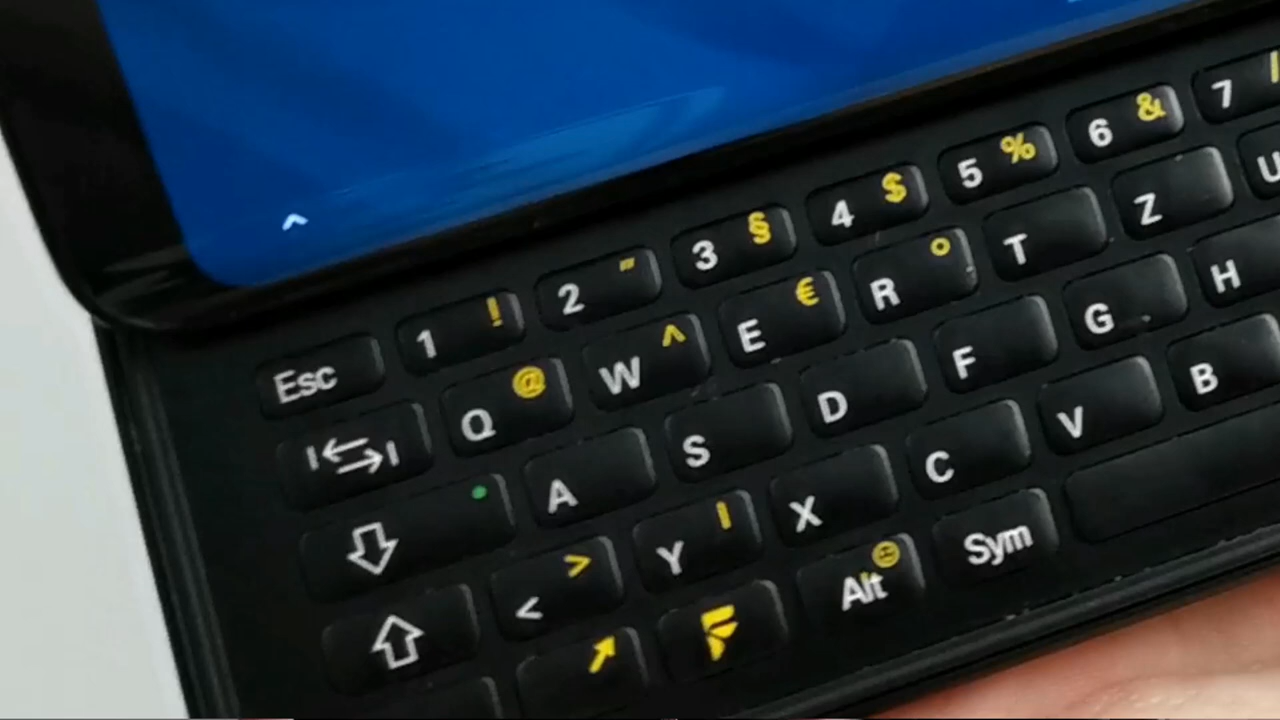 1 ! 2 " 3 § 4 $ 5 % 6 & 7
Esc Q @ W ^ E € R ° T Z U
A S D F G H
< > Y | X C V B
Alt Sym